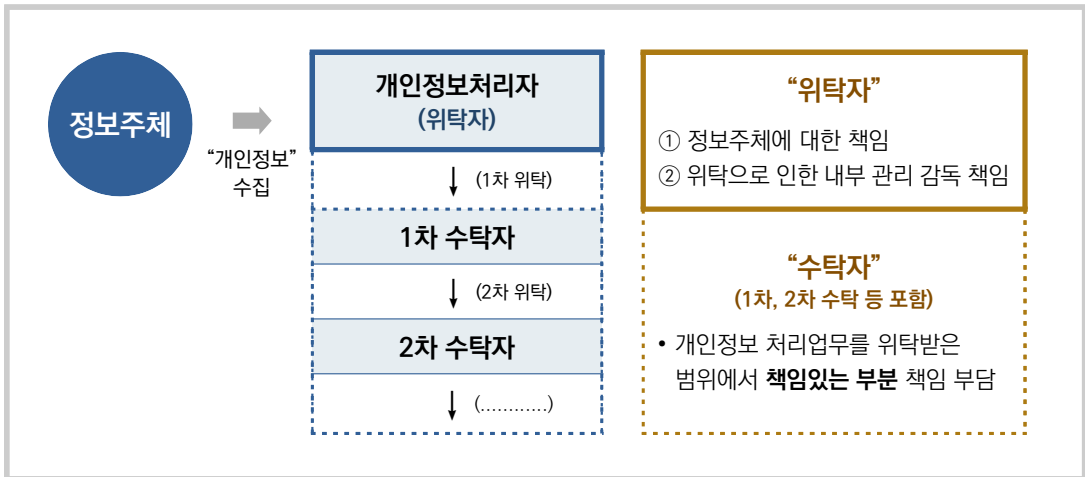 정보주체
“개인정보”
수집
개인정보처리자
(위탁자)
(1차 위탁)
1차 수탁자
(2차 위탁)
2차 수탁자
(............)
“위탁자”
① 정보주체에 대한 책임
② 위탁으로 인한 내부 관리 감독 책임
“수탁자”
(1차, 2차 수탁 등 포함)
• 개인정보 처리업무를 위탁받은
범위에서 책임있는 부분 책임 부담